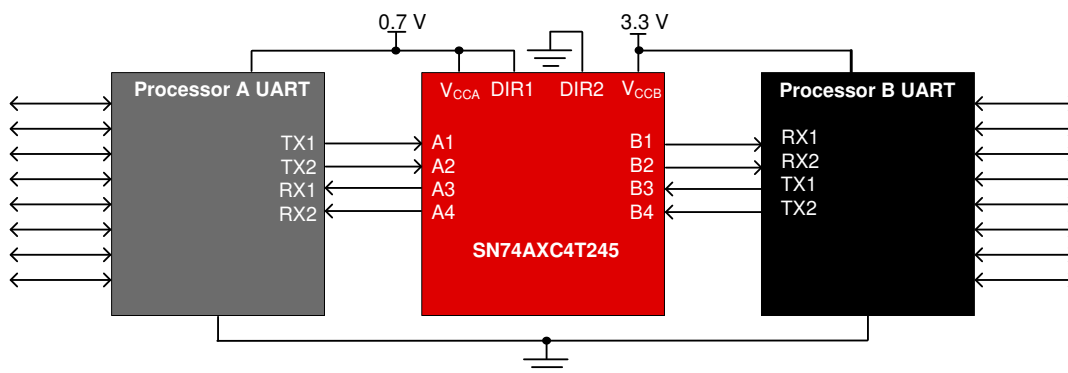 0.7 V
3.3 V
Processor A UART
VCCA DIR1 DIR2 VCCB
Processor B UART
TX1
TX2
RX1
RX2
A1
A2
A3
A4
B1
B2
B3
B4
RX1
RX2
TX1
TX2
SN74AXC4T245